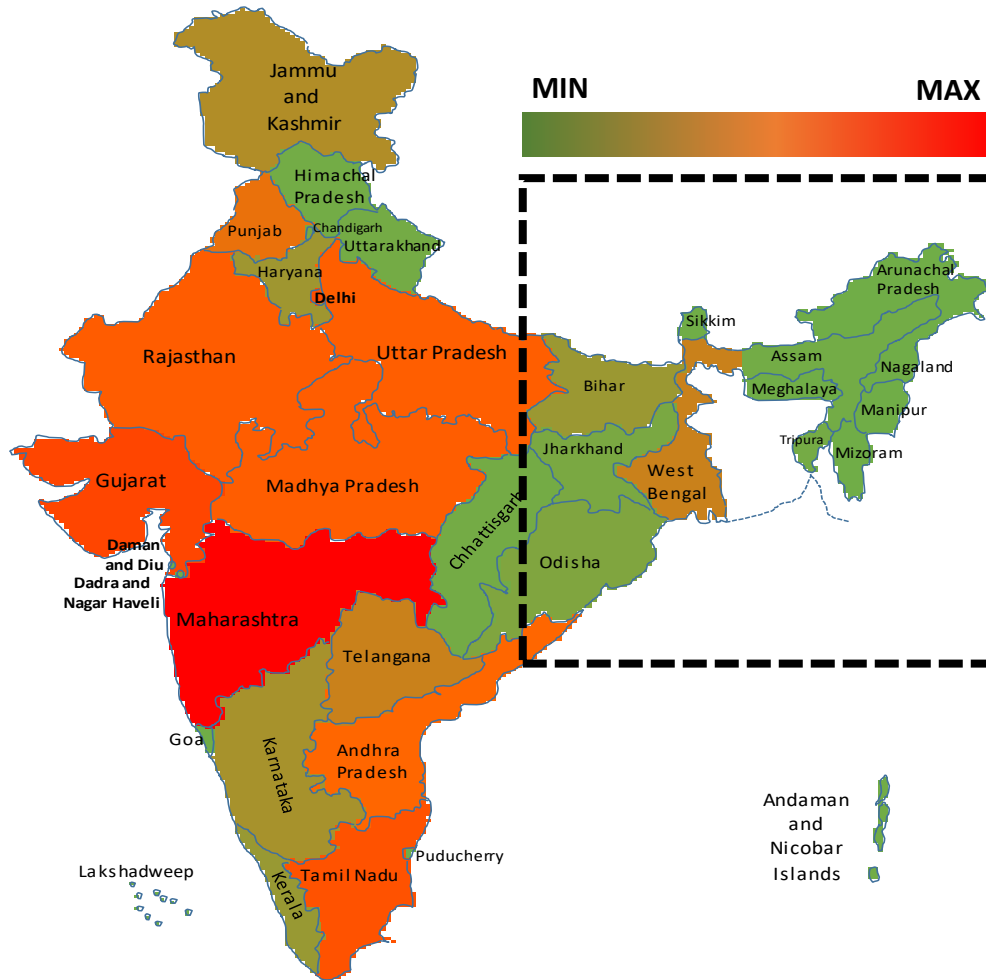 MIN
MAX
Jammu
and
Kashmir
Himachal
Pradesh
Punjab
Chandigarh
Uttarakhand
Haryana
Delhi
Rajasthan
Uttar Pradesh
Bihar
Sikkim
Arunachal
Pradesh
Assam
Nagaland
Meghalaya
Manipur
Tripura
Mizoram
Jharkhand
West
Bengal
Gujarat
Madhya Pradesh
Chhattisgarh
Odisha
Daman
and Diu
Dadra and
Nagar Haveli
Maharashtra
Telangana
Goa
Karnataka
Andhra
Pradesh
Andaman
and
Nicobar
Islands
Puducherry
Lakshadweep
Kerala
Tamil Nadu